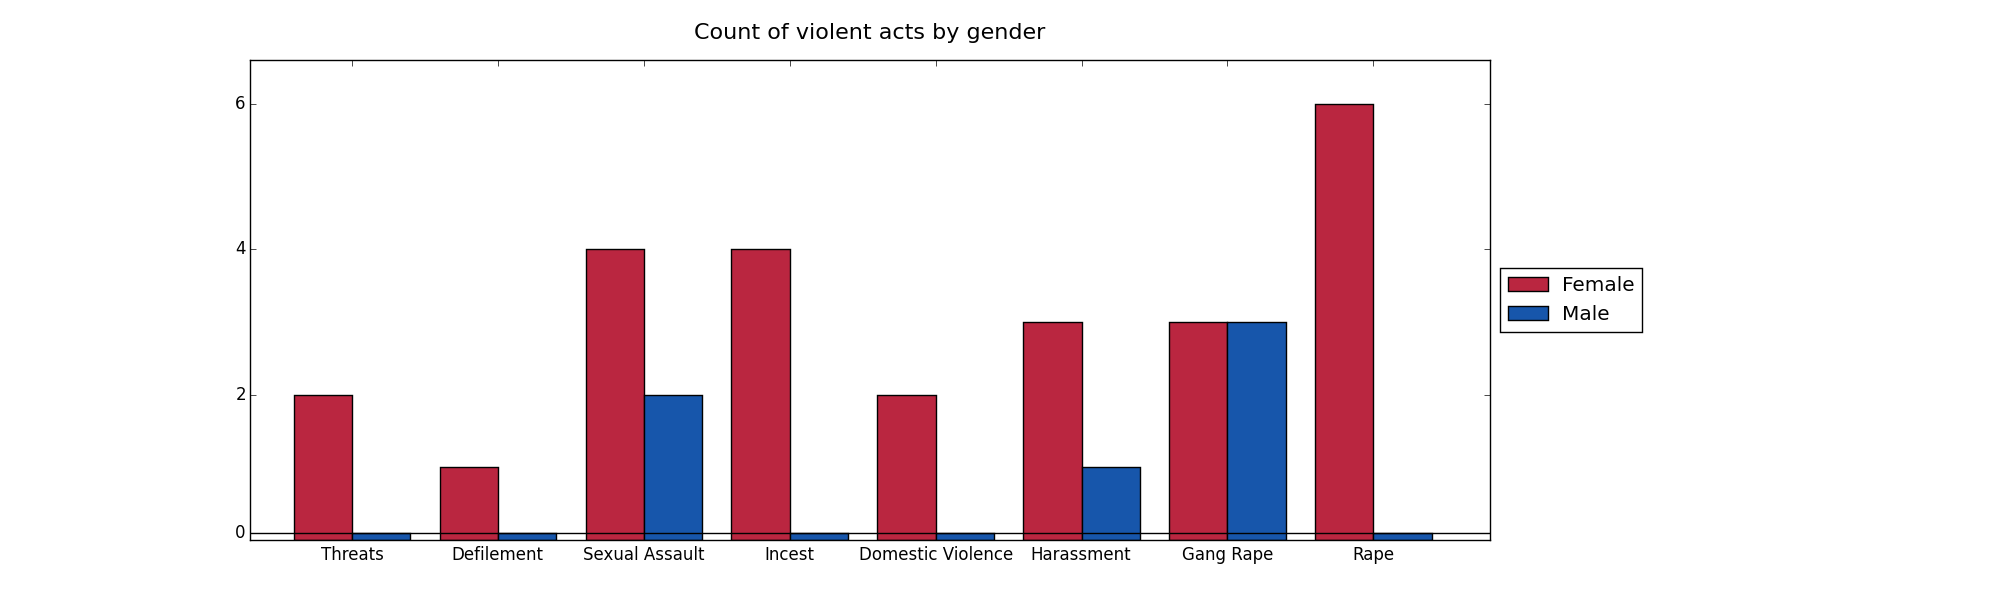 Count of violent acts by gender
6
4
2
0
Threats Defilement Sexual Assault Incest Domestic Violence Harassment Gang Rape Rape
Female
Male